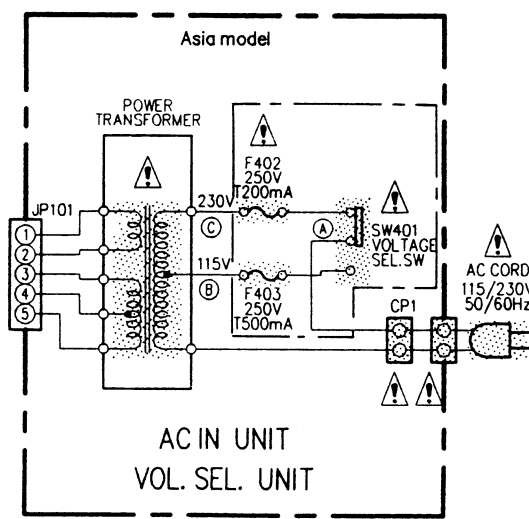 Asia model
POWER
TRANSFORMER
F402
250V
T200mA
230V
C
A
SW401
VOLTAGE
SEL.SW
JP101
1
2
3
4
5
115V
B
F403
250V
T500mA
CP1
AC CORD
115/230V
50/60Hz
AC IN UNIT
VOL. SEL. UNIT